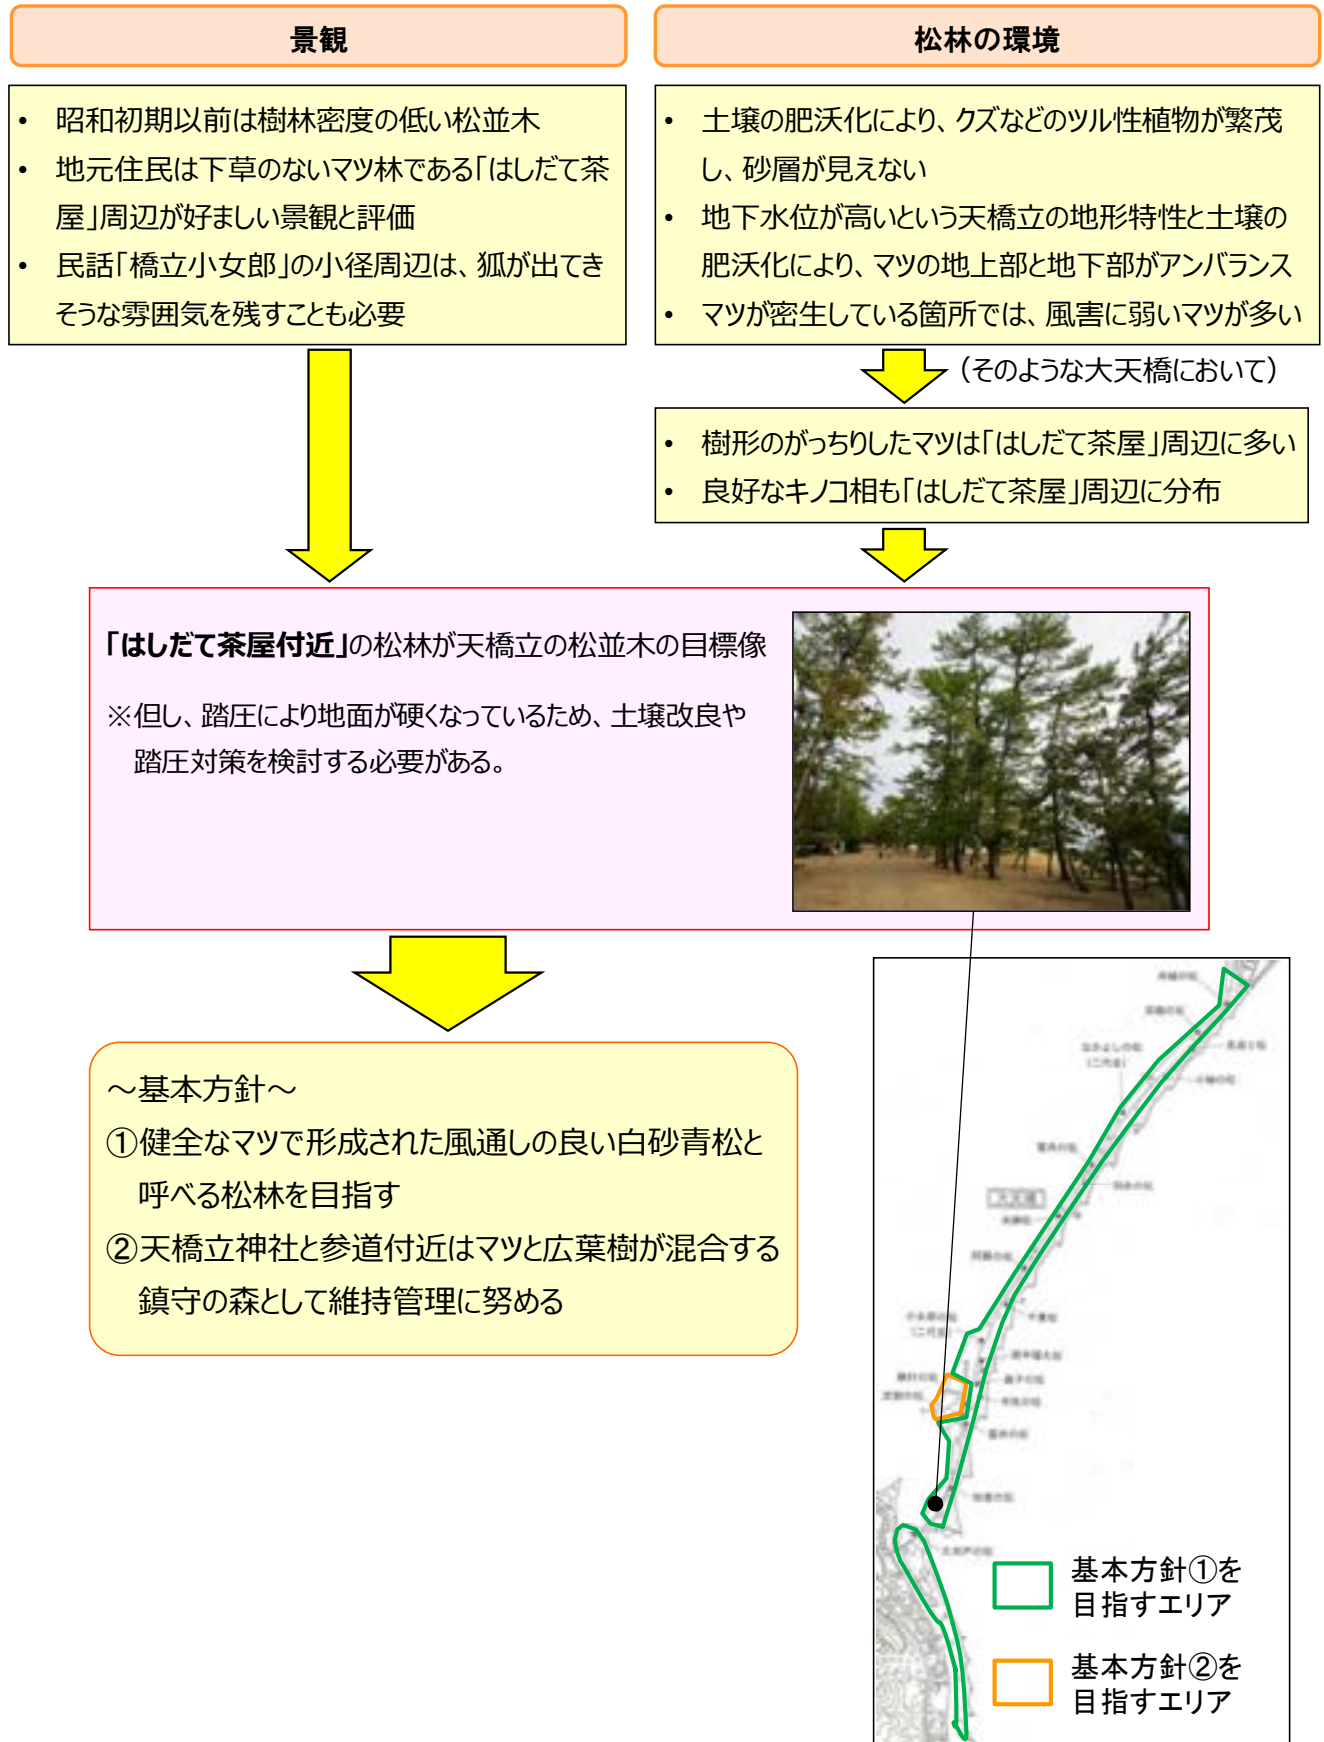 景観
• 昭和初期以前は樹林密度の低い松並木
• 地元住民は下草のないマツ林である「はしだて茶
屋」周辺が好ましい景観と評価
• 民話「橋立小女郎」の小径周辺は、狐が出てき
そうな雰囲気を残すことも必要
松林の環境
• 土壌の肥沃化により、クズなどのツル性植物が繁茂
し、砂層が見えない
• 地下水位が高いという天橋立の地形特性と土壌の
肥沃化により、マツの地上部と地下部がアンバランス
• マツが密生している箇所では、風害に弱いマツが多い
（そのような大天橋において）
• 樹形のがっちりしたマツは「はしだて茶屋」周辺に多い
• 良好なキノコ相も「はしだて茶屋」周辺に分布
「はしだて茶屋付近」の松林が天橋立の松並木の目標像
※但し、踏圧により地面が硬くなっているため、土壌改良や
踏圧対策を検討する必要がある。
～基本方針～
①健全なマツで形成された風通しの良い白砂青松と
呼べる松林を目指す
②天橋立神社と参道付近はマツと広葉樹が混合する
鎮守の森として維持管理に努める
基本方針①を
目指すエリア
基本方針②を
目指すエリア